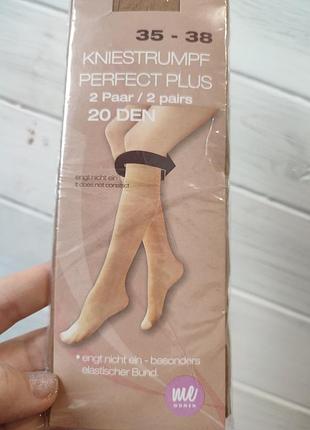 35 - 38
KNIESTRUMPF
PERFECT PLUS
2 Paar / 2 pairs
20 DEN
engt nicht ein
it does not constrict
• engt nicht ein - besonders
elastischer Bund.
me
WOMEN